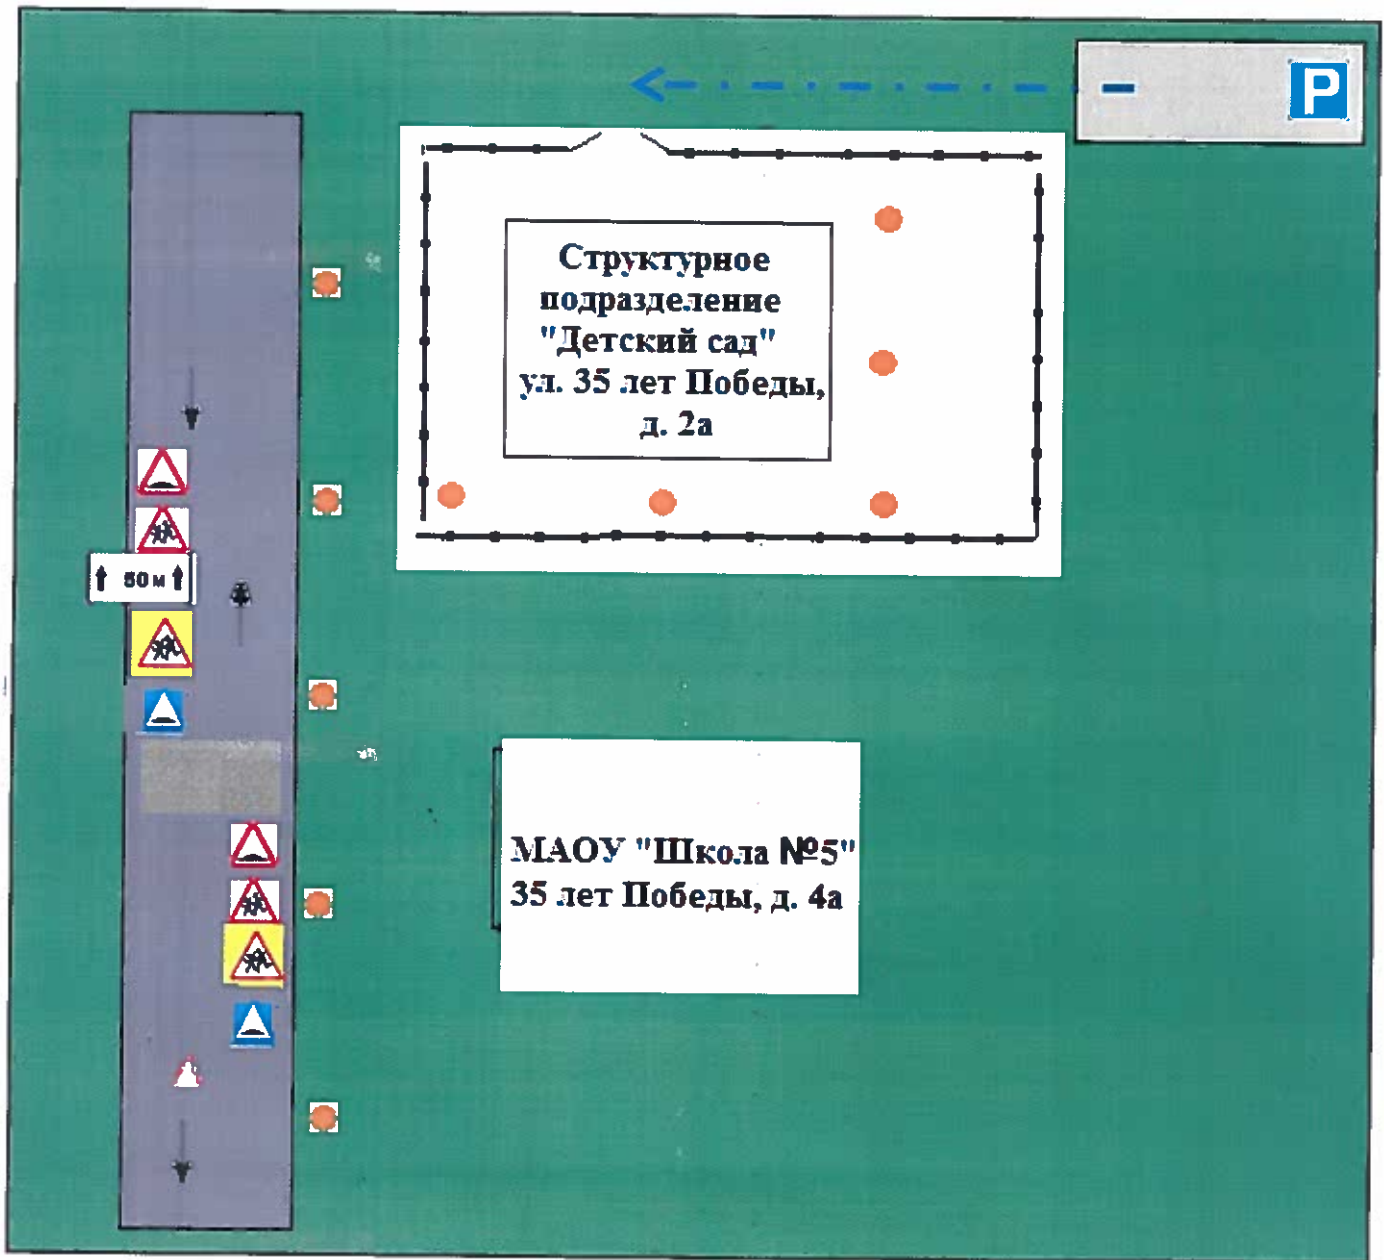 P
Структурное
подразделение
"Детский сад"
ул. 35 лет Победы,
д. 2а
50 м
МАОУ "Школа №5"
35 лет Победы, д. 4а